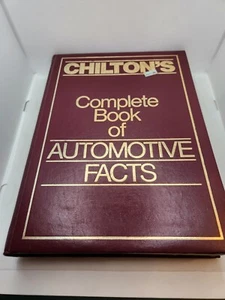 CHILTON'S
Complete
Book
of
AUTOMOTIVE
FACTS